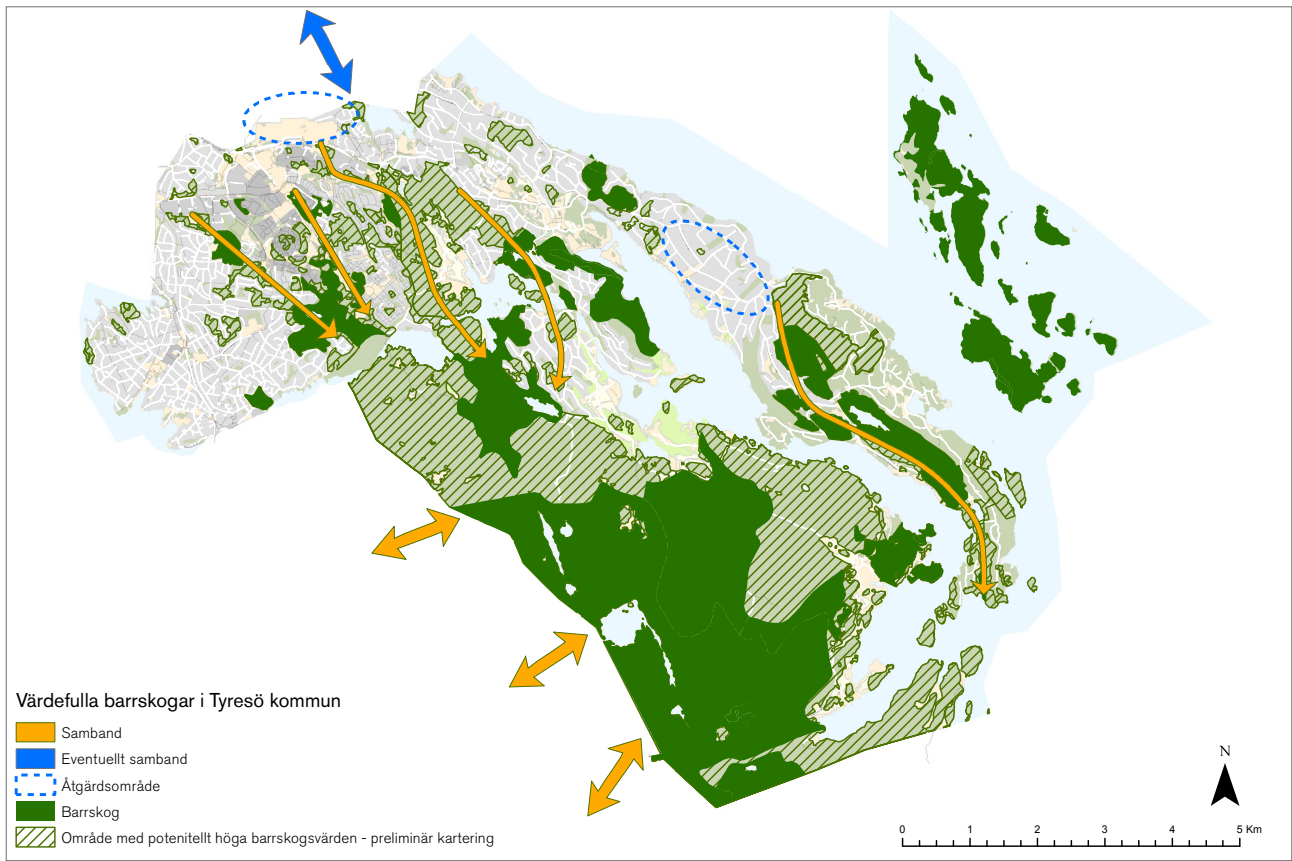 Värdefulla barrskogar i Tyresö kommun
Samband
Eventuellt samband
Åtgärdsområde
Barrskog
Område med potenitellt höga barrskogsvärden - preliminär kartering
N
0 1 2 3 4 5 Km